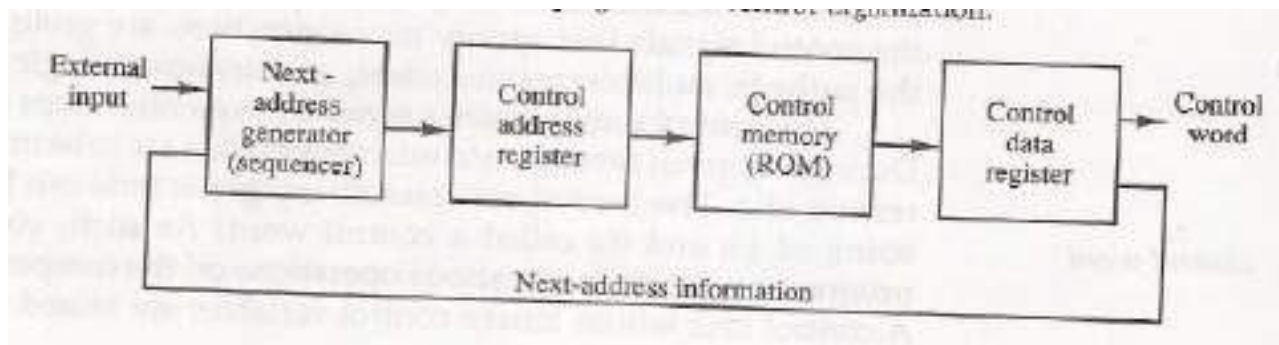 organization.
External
input
Next-
address
generator
(sequencer)
Control
address
register
Control
memory
(ROM)
Control
data
register
Control
word
Next-address information